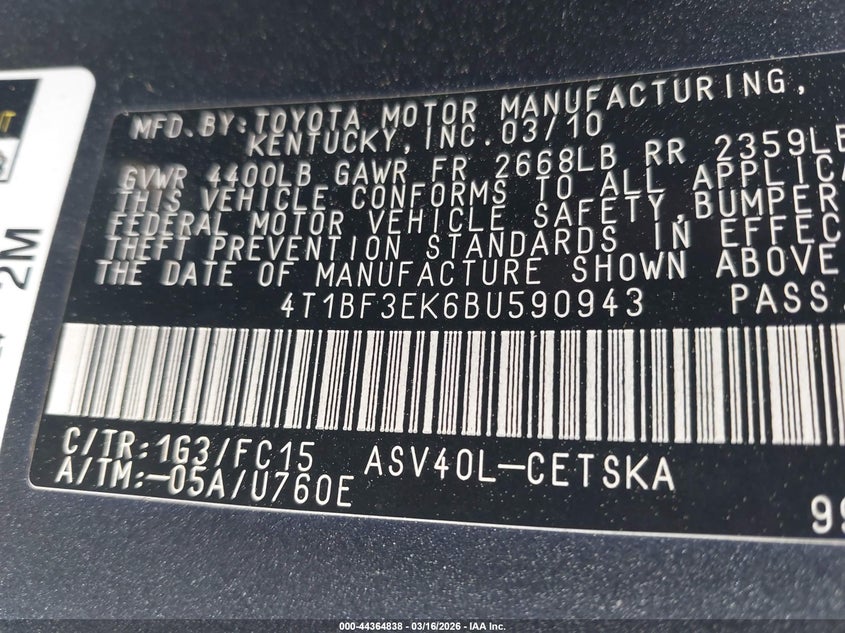 MFD. BY: TOYOTA MOTOR MANUFACTURING,
KENTUCKY, INC. 03/10
GVWR 4400LB GAWR FR 2668LB RR 2359LB
THIS VEHICLE CONFORMS TO ALL APPLICA
FEDERAL MOTOR VEHICLE SAFETY, BUMPER
THEFT PREVENTION STANDARDS IN EFFEC
THE DATE OF MANUFACTURE SHOWN ABOVE
4T1BF3EK6BU590943 PASS
C/TR: 1G3/FC15 ASV40L-CETSKA
A/TM: -05A/U760E
99
2M
000-44364838 - 03/16/2026 - IAA Inc.